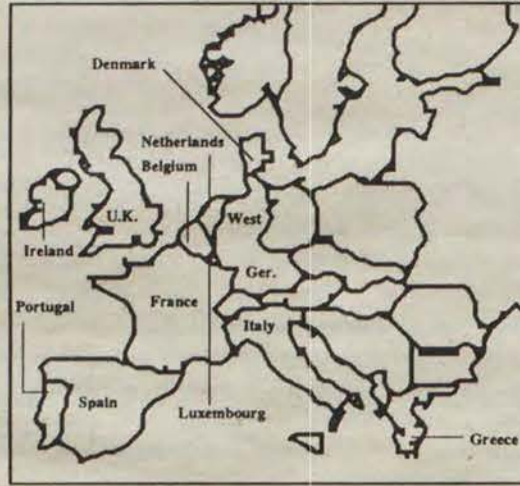 Denmark
Netherlands
Belgium
U.K.
West
Ireland
Ger.
Portugal
France
Italy
Spain
Luxembourg
Greece